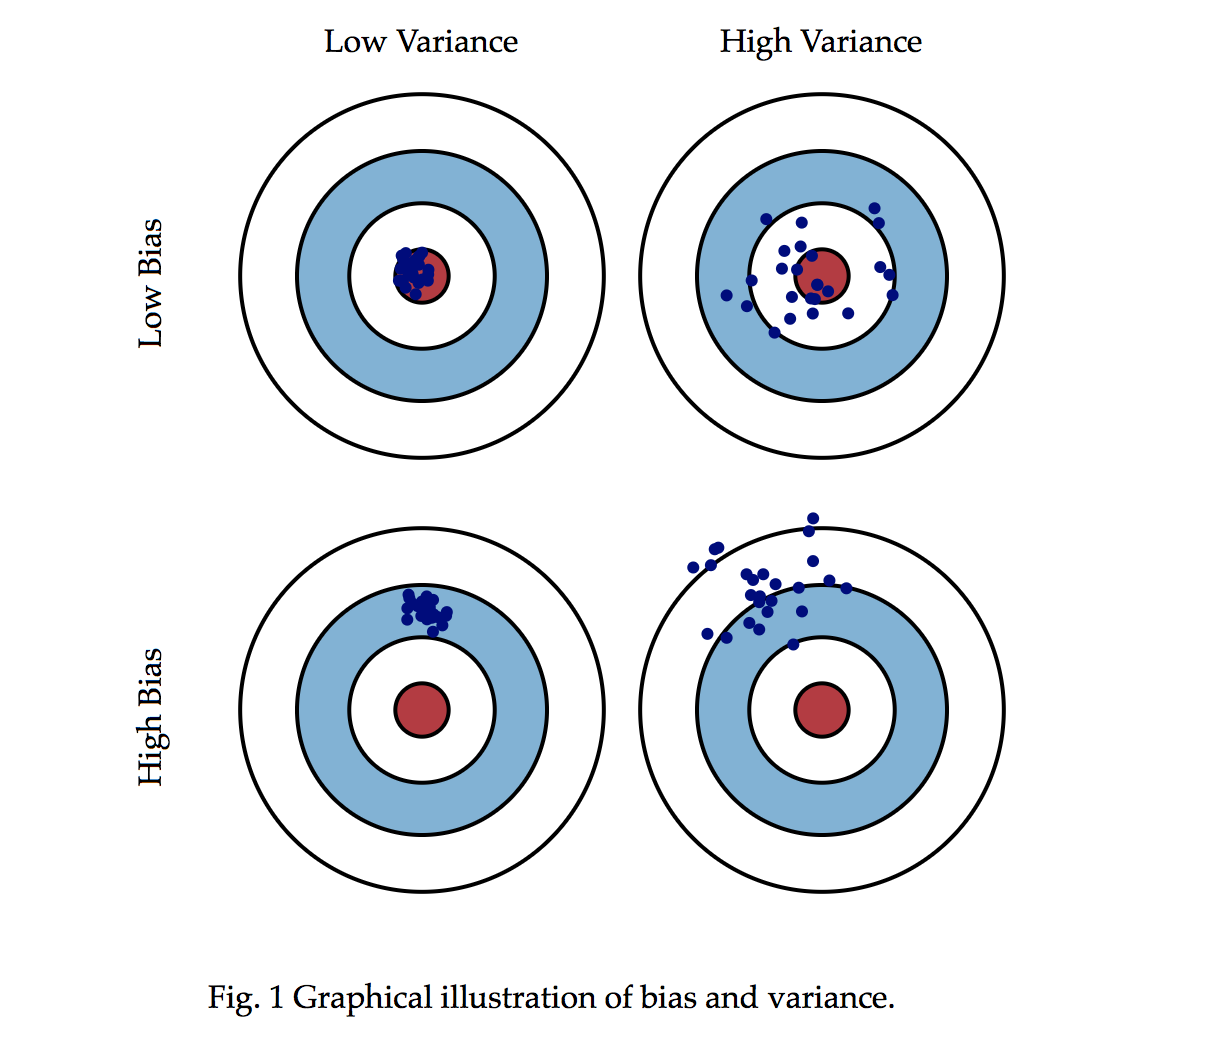 Low Variance
High Variance
Low Bias
High Bias
Fig. 1 Graphical illustration of bias and variance.